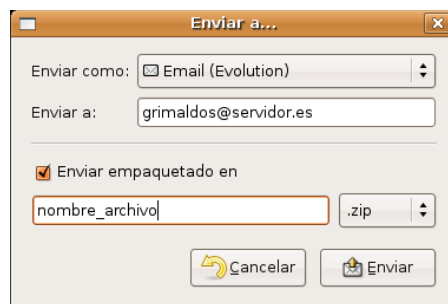 Enviar a...
Enviar como: Email (Evolution)
Enviar a: grimaldos@servidor.es
Enviar empaquetado en
nombre_archivo .zip
Cancelar Enviar